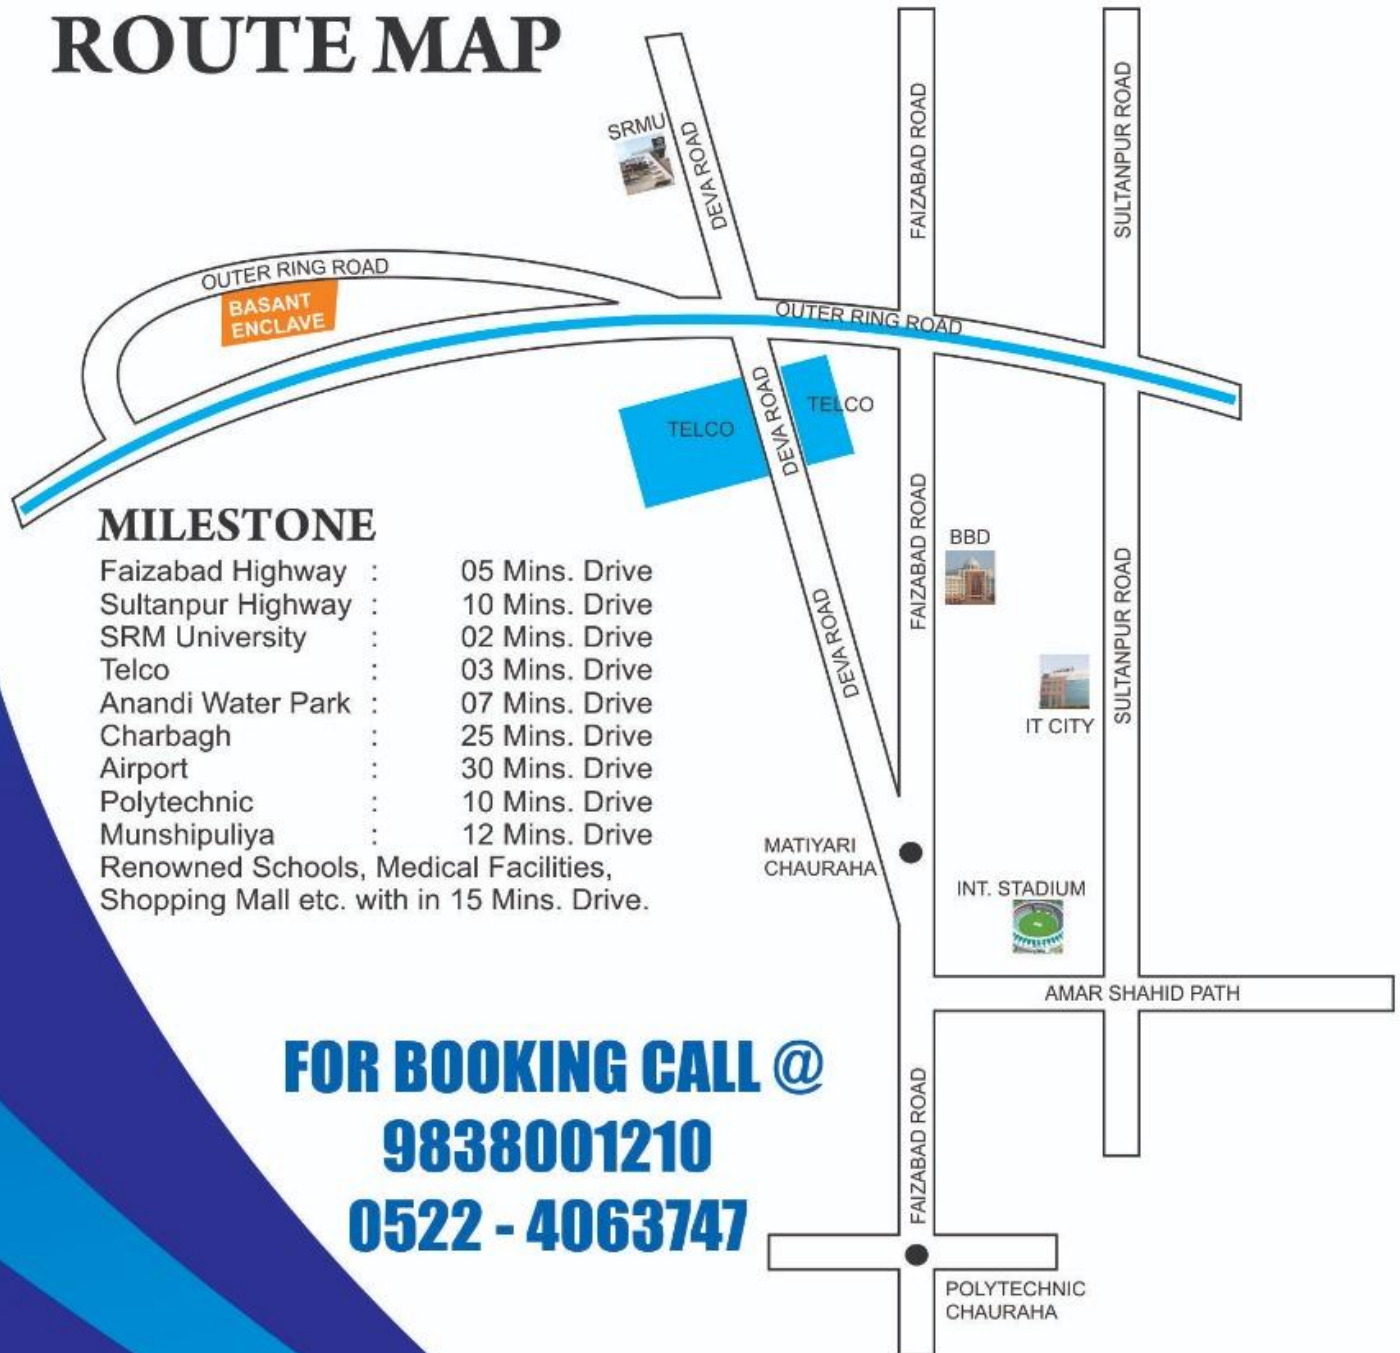 ROUTE MAP
SRMU
DEVA ROAD
FAIZABAD ROAD
SULTANPUR ROAD
OUTER RING ROAD
BASANT
ENCLAVE
OUTER RING ROAD
TELCO
DEVA ROAD
TELCO
MILESTONE
Faizabad Highway : 05 Mins. Drive
Sultanpur Highway : 10 Mins. Drive
SRM University : 02 Mins. Drive
Telco : 03 Mins. Drive
Anandi Water Park : 07 Mins. Drive
Charbagh : 25 Mins. Drive
Airport : 30 Mins. Drive
Polytechnic : 10 Mins. Drive
Munshipuliya : 12 Mins. Drive
Renowned Schools, Medical Facilities,
Shopping Mall etc. with in 15 Mins. Drive.
FAIZABAD ROAD
BBD
DEVA ROAD
SULTANPUR ROAD
IT CITY
MATIYARI
CHAURAHA
INT. STADIUM
AMAR SHAHID PATH
FOR BOOKING CALL @
9838001210
0522 - 4063747
FAIZABAD ROAD
POLYTECHNIC
CHAURAHA